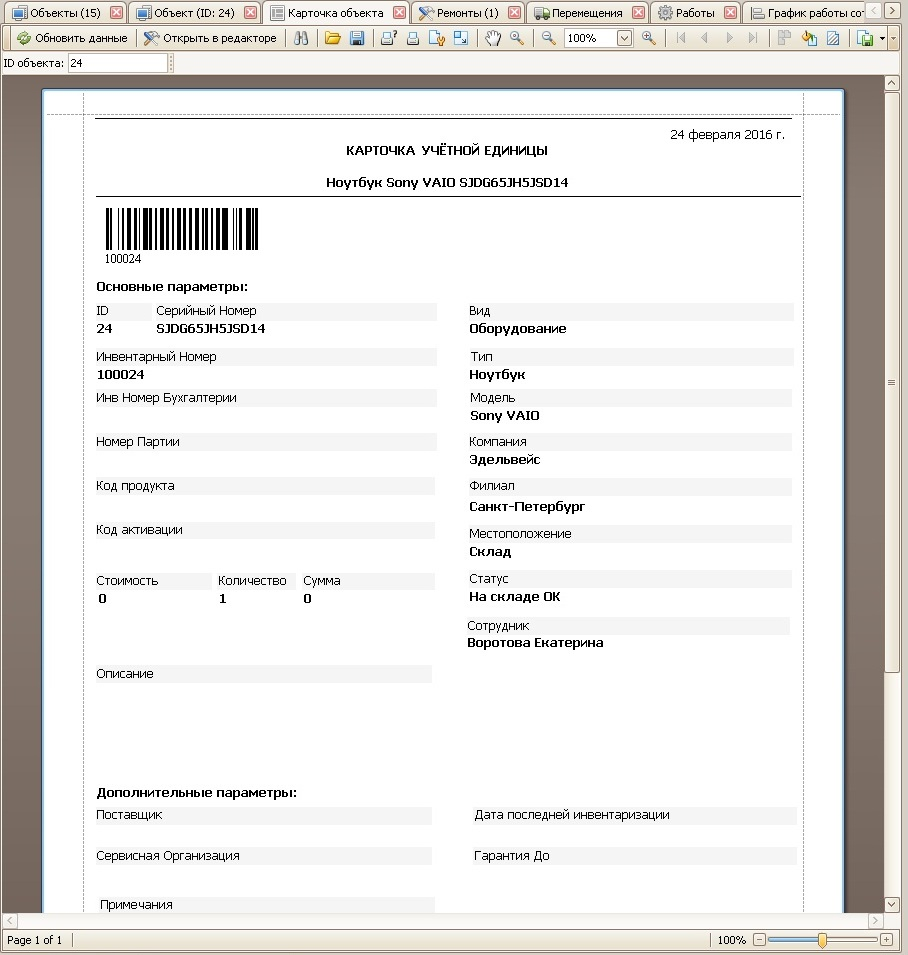 Объекты (15) Объект (ID: 24) Карточка объекта Ремонты (1) Перемещения Работы График работы сот
Обновить данные Открыть в редакторе 100%
ID объекта: 24
24 февраля 2016 г.
КАРТОЧКА УЧЁТНОЙ ЕДИНИЦЫ
Ноутбук Sony VAIO SJDG65JH5JSD14
100024
Основные параметры:
ID Серийный Номер Вид
24 SJDG65JH5JSD14 Оборудование
Инвентарный Номер Тип
100024 Ноутбук
Инв Номер Бухгалтерии Модель
Sony VAIO
Номер Партии Компания
Эдельвейс
Код продукта Филиал
Санкт-Петербург
Код активации Местоположение
Склад
Стоимость Количество Сумма Статус
0 1 0 На складе ОК
Сотрудник
Воротова Екатерина
Описание
Дополнительные параметры:
Поставщик Дата последней инвентаризации
Сервисная Организация Гарантия До
Примечания
Page 1 of 1 100%